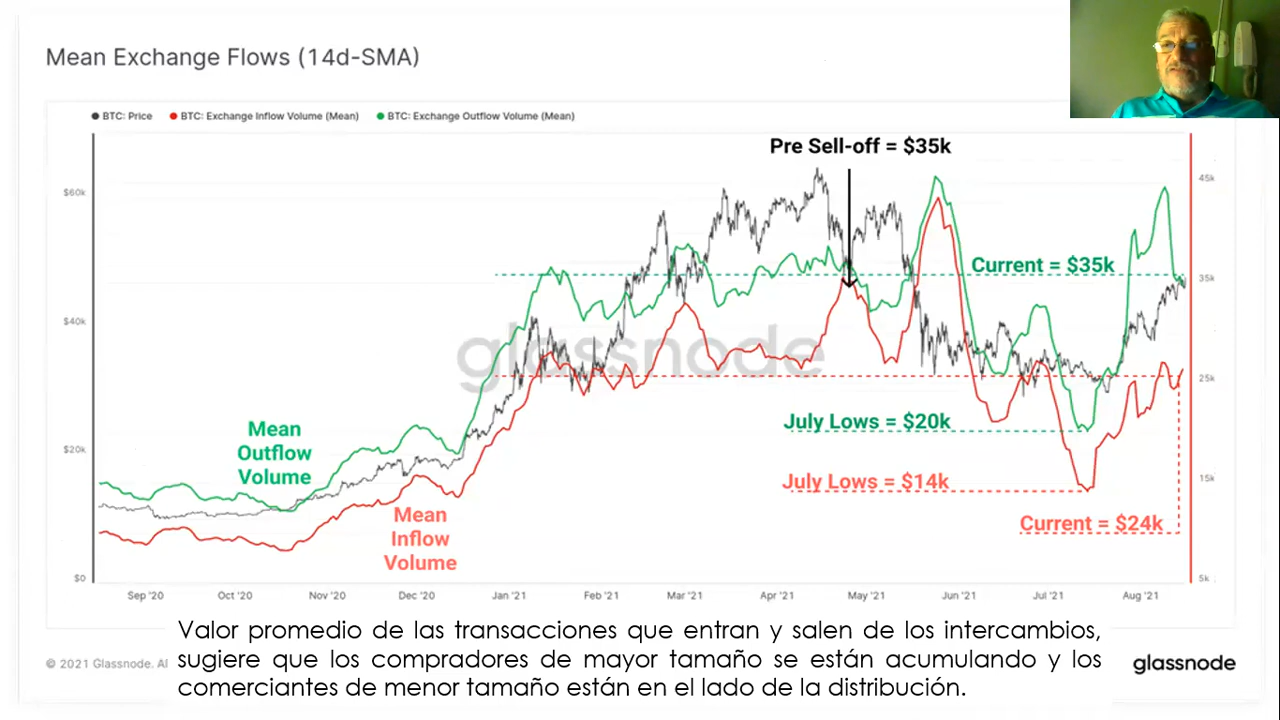 Mean Exchange Flows (14d-SMA)
BTC: Price BTC: Exchange Inflow Volume (Mean) BTC: Exchange Outflow Volume (Mean)
Pre Sell-off = $35k
$60k
45k
Current = $35k
35k
$40k
glassnode
25k
July Lows = $20k
Mean
Outflow
Volume
$20k
July Lows = $14k
15k
Mean
Inflow
Volume
Current = $24k
$0
5k
Sep '20 Oct '20 Nov '20 Dec '20 Jan '21 Feb '21 Mar '21 Apr '21 May '21 Jun '21 Jul '21 Aug '21
Valor promedio de las transacciones que entran y salen de los intercambios,
sugiere que los compradores de mayor tamaño se están acumulando y los
comerciantes de menor tamaño están en el lado de la distribución.
© 2021 Glassnode. Al
glassnode